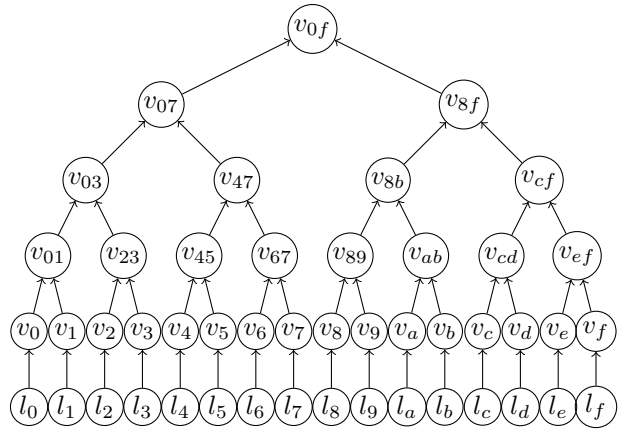 v₀f
v₀₇ v₈f
v₀₃ v₄₇ v₈b vcf
v₀₁ v₂₃ v₄₅ v₆₇ v₈₉ vab vcd vef
v₀ v₁ v₂ v₃ v₄ v₅ v₆ v₇ v₈ v₉ va vb vc vd ve vf
l₀ l₁ l₂ l₃ l₄ l₅ l₆ l₇ l₈ l₉ la lb lc ld le lf